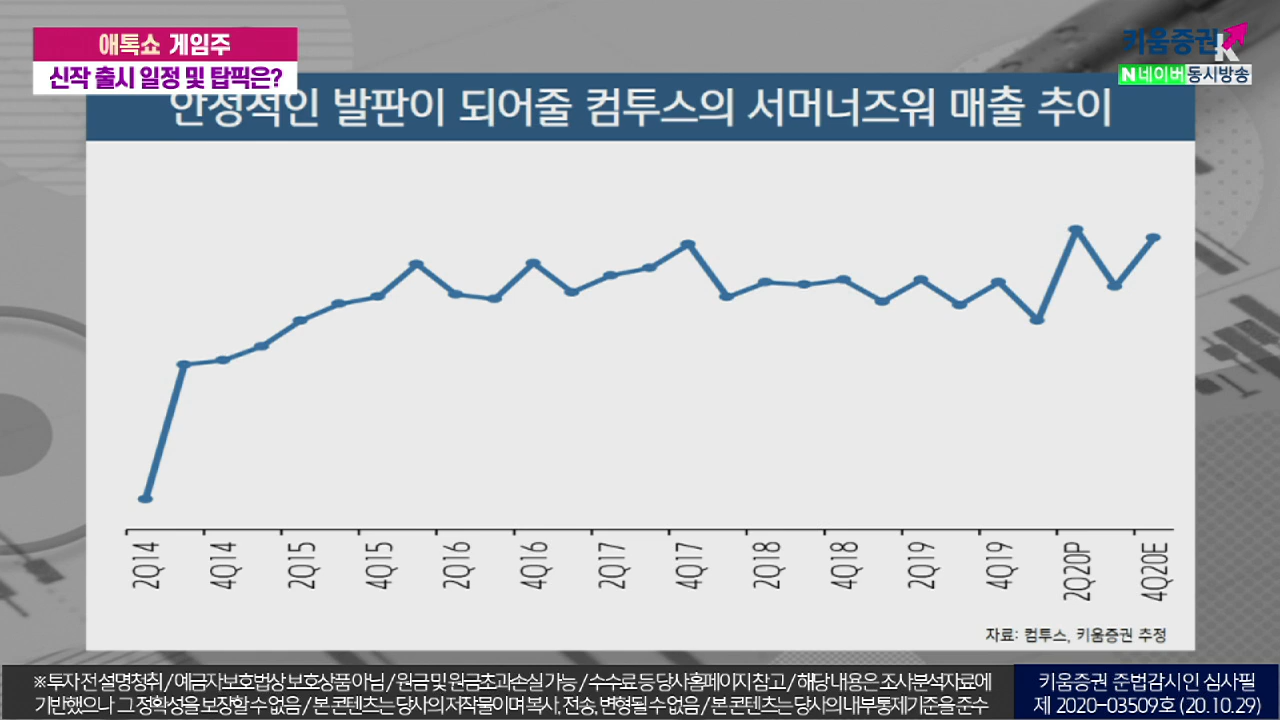 애톡쇼 게임주
신작 출시 일정 및 탑픽은?
키움증권
N 네이버 동시방송
안정적인 발판이 되어줄 컴투스의 서머너즈워 매출 추이
2Q14 4Q14 2Q15 4Q15 2Q16 4Q16 2Q17 4Q17 2Q18 4Q18 2Q19 4Q19 2Q20P 4Q20E
자료: 컴투스, 키움증권 추정
※ 투자 전 설명청취 / 예금자보호법상 보호상품 아님 / 원금 및 원금초과손실 가능 / 수수료 등 당사홈페이지 참고 / 해당 내용은 조사분석자료에
기반했으나 그 정확성을 보장할 수 없음 / 본 콘텐츠는 당사의 저작물이며 복사, 전송, 변형될 수 없음 / 본 콘텐츠는 당사의 내부통제기준을 준수
키움증권 준법감시인 심사필
제 2020-03509호 (20.10.29)